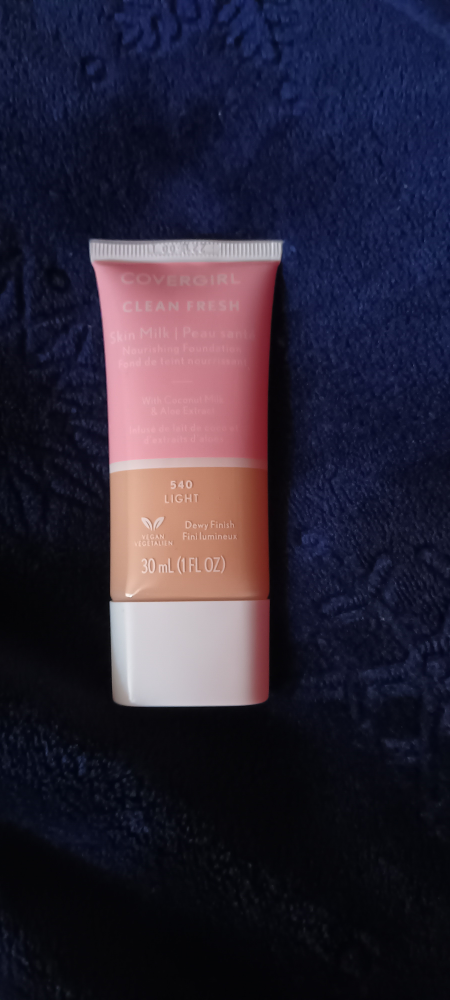 COVERGIRL
CLEAN FRESH
Skin Milk | Peau santé
Nourishing Foundation
Fond de teint nourrissant
With Coconut Milk
& Aloe Extract
540
LIGHT
VEGAN
VÉGÉTALIEN
Dewy Finish
Fini lumineux
30 mL (1 FL OZ)